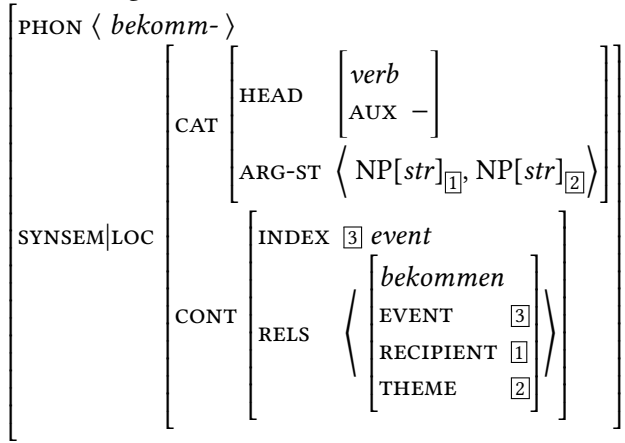 PHON ⟨ bekomm- ⟩
SYNSEM|LOC
CAT
HEAD
verb
AUX −
ARG-ST ⟨ NP[str]1, NP[str]2 ⟩
CONT
INDEX 3 event
RELS
bekommen
EVENT 3
RECIPIENT 1
THEME 2